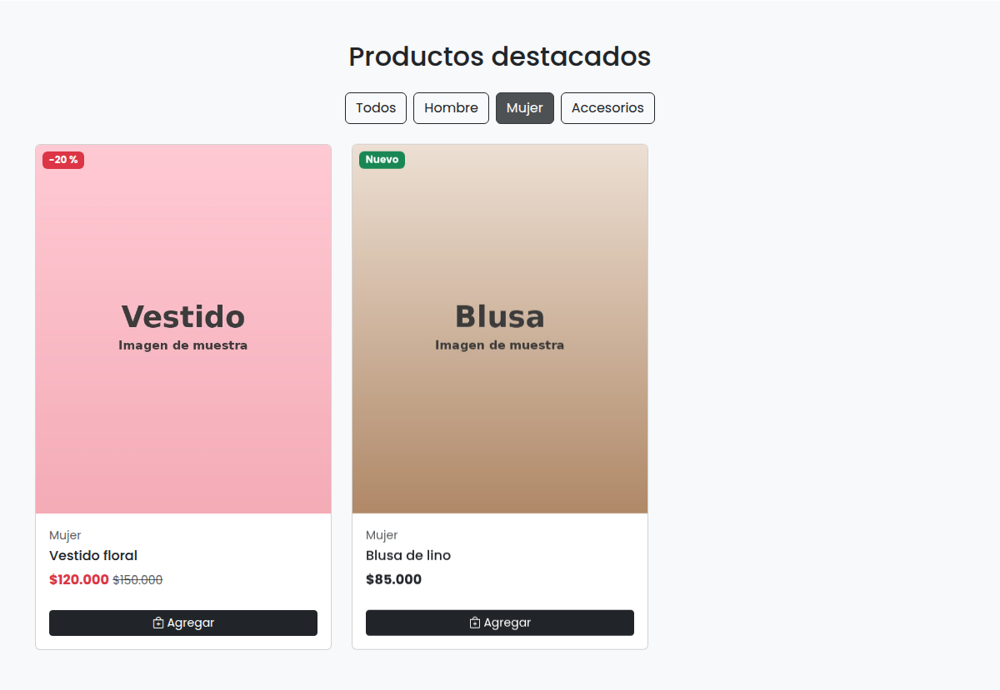 Productos destacados
Todos
Hombre
Mujer
Accesorios
-20 %
Vestido
Imagen de muestra
Mujer
Vestido floral
$120.000 $150.000
Agregar
Nuevo
Blusa
Imagen de muestra
Mujer
Blusa de lino
$85.000
Agregar